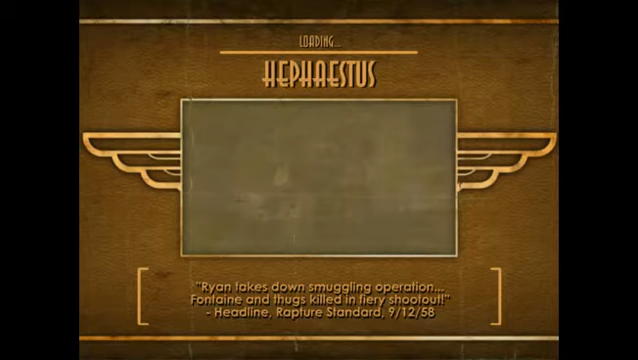 LOADING...
HEPHAESTUS
"Ryan takes down smuggling operation...
Fontaine and thugs killed in fiery shootout!"
- Headline, Rapture Standard, 9/12/58